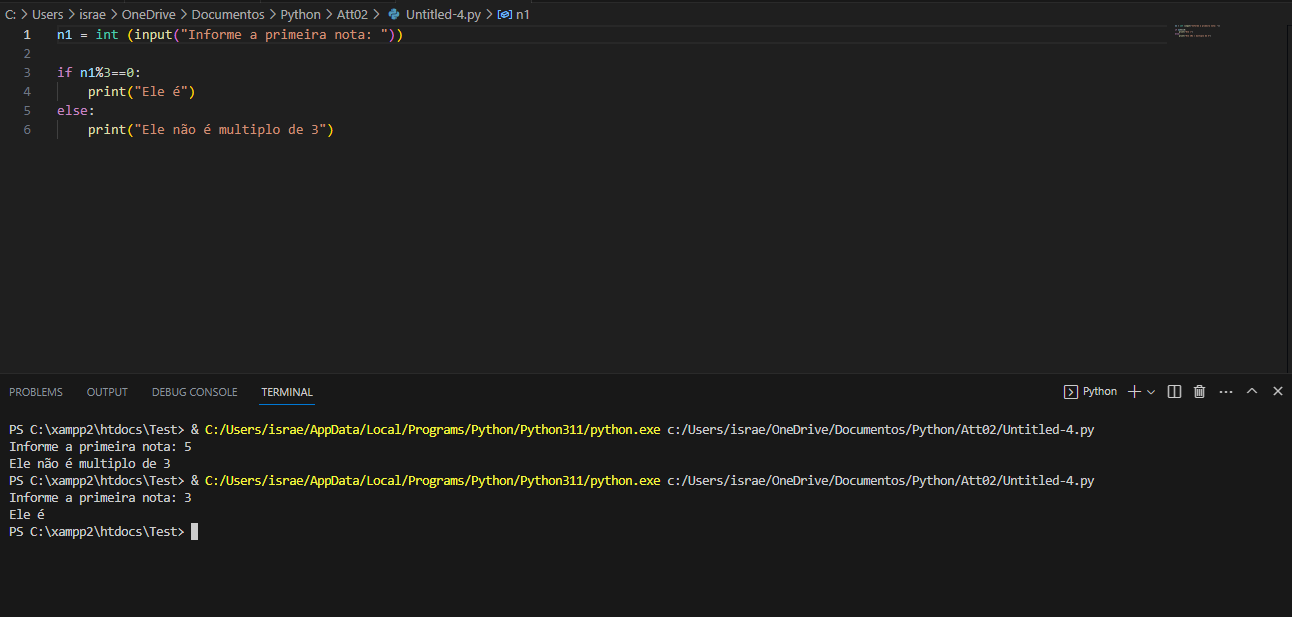 C: > Users > israe > OneDrive > Documentos > Python > Att02 > Untitled-4.py > n1
1 n1 = int (input("Informe a primeira nota: "))
2
3 if n1%3==0:
4     print("Ele é")
5 else:
6     print("Ele não é multiplo de 3")
PROBLEMS OUTPUT DEBUG CONSOLE TERMINAL Python
PS C:\xampp2\htdocs\Test> & C:/Users/israe/AppData/Local/Programs/Python/Python311/python.exe c:/Users/israe/OneDrive/Documentos/Python/Att02/Untitled-4.py
Informe a primeira nota: 5
Ele não é multiplo de 3
PS C:\xampp2\htdocs\Test> & C:/Users/israe/AppData/Local/Programs/Python/Python311/python.exe c:/Users/israe/OneDrive/Documentos/Python/Att02/Untitled-4.py
Informe a primeira nota: 3
Ele é
PS C:\xampp2\htdocs\Test>